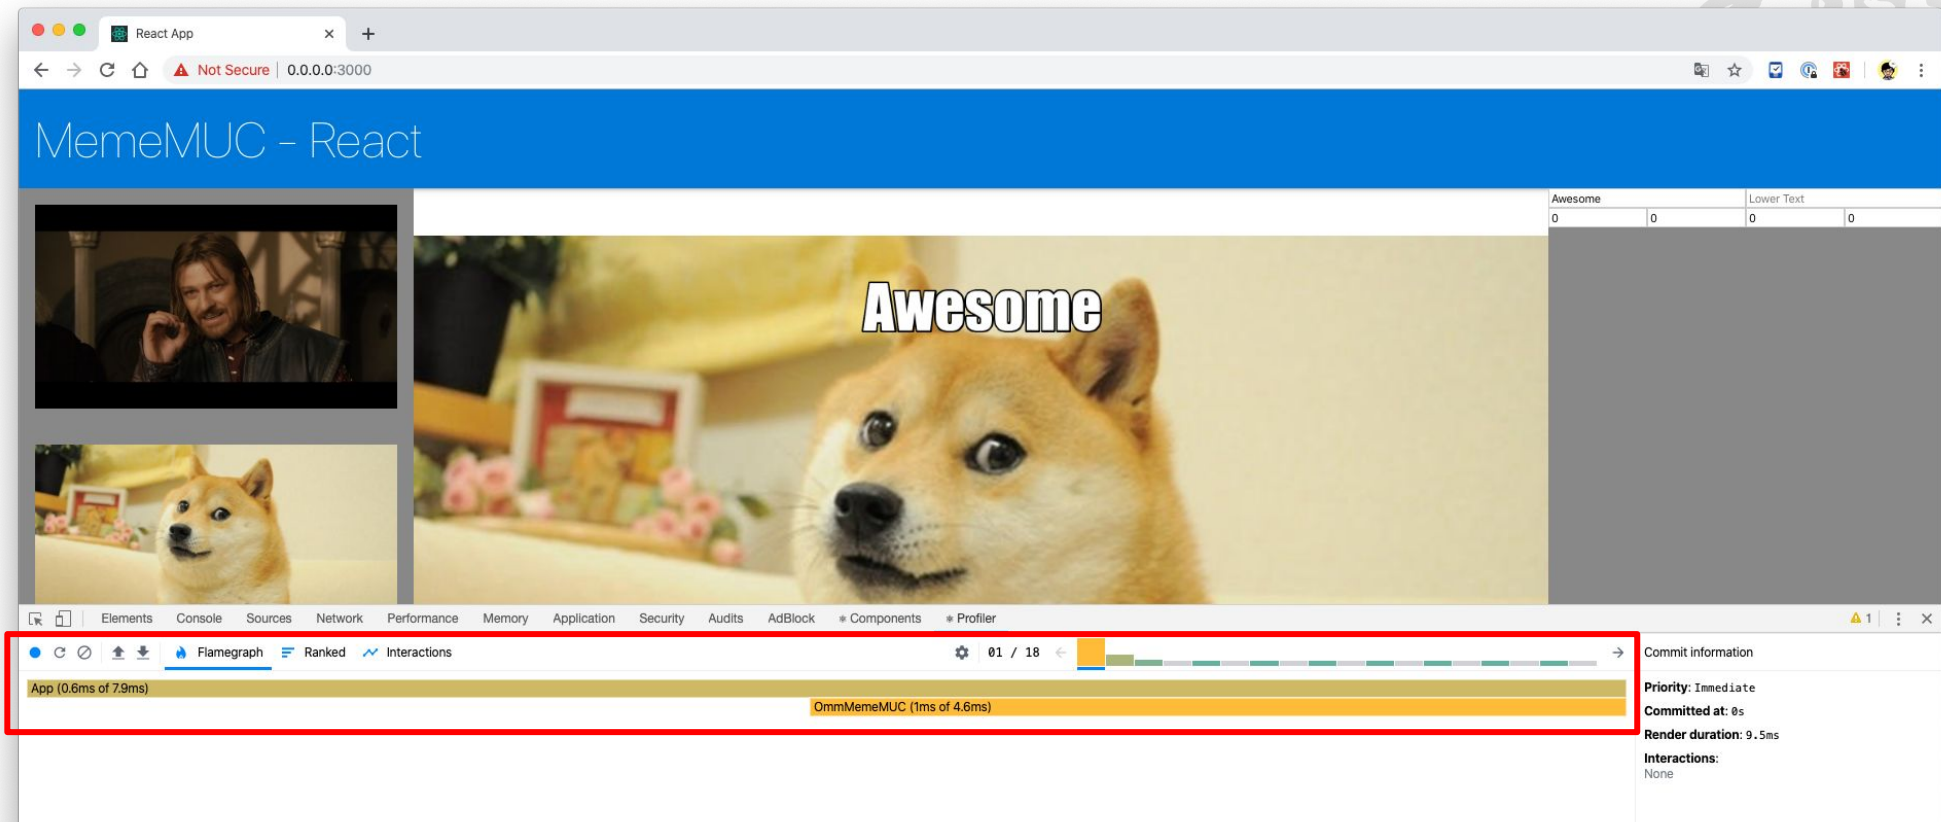 React App
Not Secure | 0.0.0.0:3000
MemeMUC - React
Awesome Lower Text
0 0 0 0
Awesome
Elements Console Sources Network Performance Memory Application Security Audits AdBlock Components Profiler 1
Flamegraph Ranked Interactions 01 / 18 Commit information
App (0.6ms of 7.9ms)
Priority: Immediate
OmmMemeMUC (1ms of 4.6ms)
Committed at: 0s
Render duration: 9.5ms
Interactions:
None